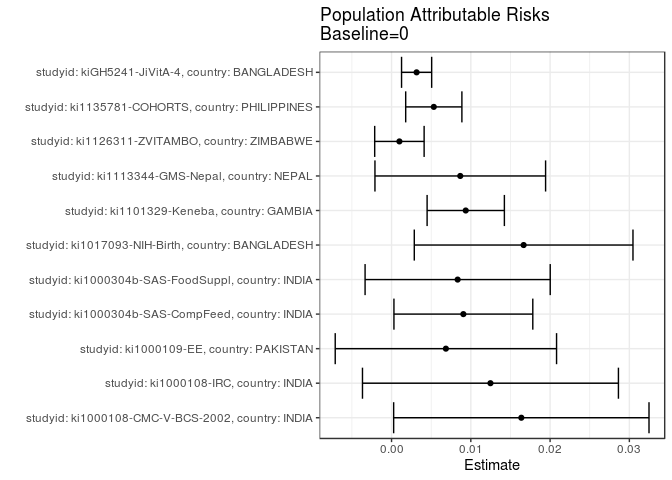 Population Attributable Risks
Baseline=0
studyid: kiGH5241-JiVitA-4, country: BANGLADESH
studyid: ki1135781-COHORTS, country: PHILIPPINES
studyid: ki1126311-ZVITAMBO, country: ZIMBABWE
studyid: ki1113344-GMS-Nepal, country: NEPAL
studyid: ki1101329-Keneba, country: GAMBIA
studyid: ki1017093-NIH-Birth, country: BANGLADESH
studyid: ki1000304b-SAS-FoodSuppl, country: INDIA
studyid: ki1000304b-SAS-CompFeed, country: INDIA
studyid: ki1000109-EE, country: PAKISTAN
studyid: ki1000108-IRC, country: INDIA
studyid: ki1000108-CMC-V-BCS-2002, country: INDIA
0.00 0.01 0.02 0.03
Estimate